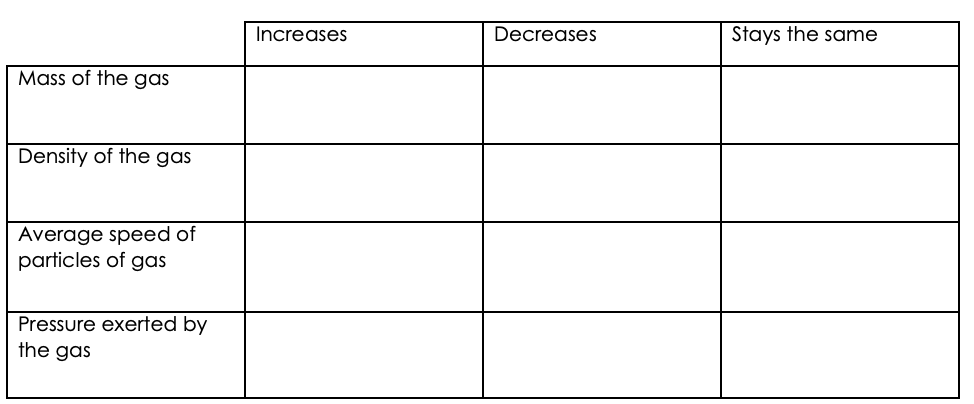 Increases Decreases Stays the same
Mass of the gas
Density of the gas
Average speed of
particles of gas
Pressure exerted by
the gas